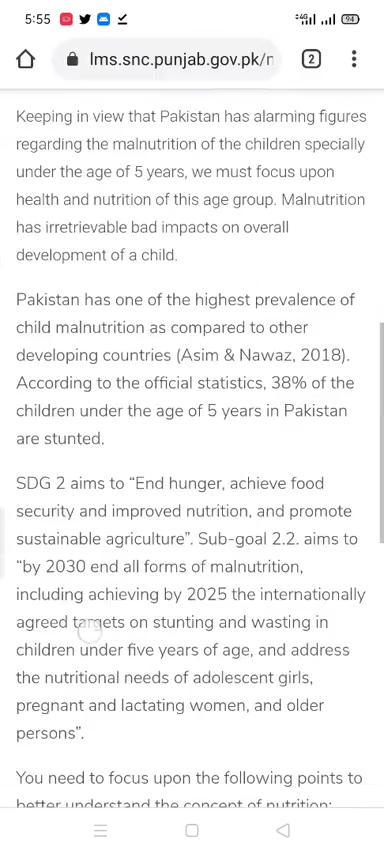 5:55
4G
94
lms.snc.punjab.gov.pk/r
2
Keeping in view that Pakistan has alarming figures
regarding the malnutrition of the children specially
under the age of 5 years, we must focus upon
health and nutrition of this age group. Malnutrition
has irretrievable bad impacts on overall
development of a child.
Pakistan has one of the highest prevalence of
child malnutrition as compared to other
developing countries (Asim & Nawaz, 2018).
According to the official statistics, 38% of the
children under the age of 5 years in Pakistan
are stunted.
SDG 2 aims to “End hunger, achieve food
security and improved nutrition, and promote
sustainable agriculture”. Sub-goal 2.2. aims to
“by 2030 end all forms of malnutrition,
including achieving by 2025 the internationally
agreed targets on stunting and wasting in
children under five years of age, and address
the nutritional needs of adolescent girls,
pregnant and lactating women, and older
persons”.
You need to focus upon the following points to
better understand the concept of nutrition: